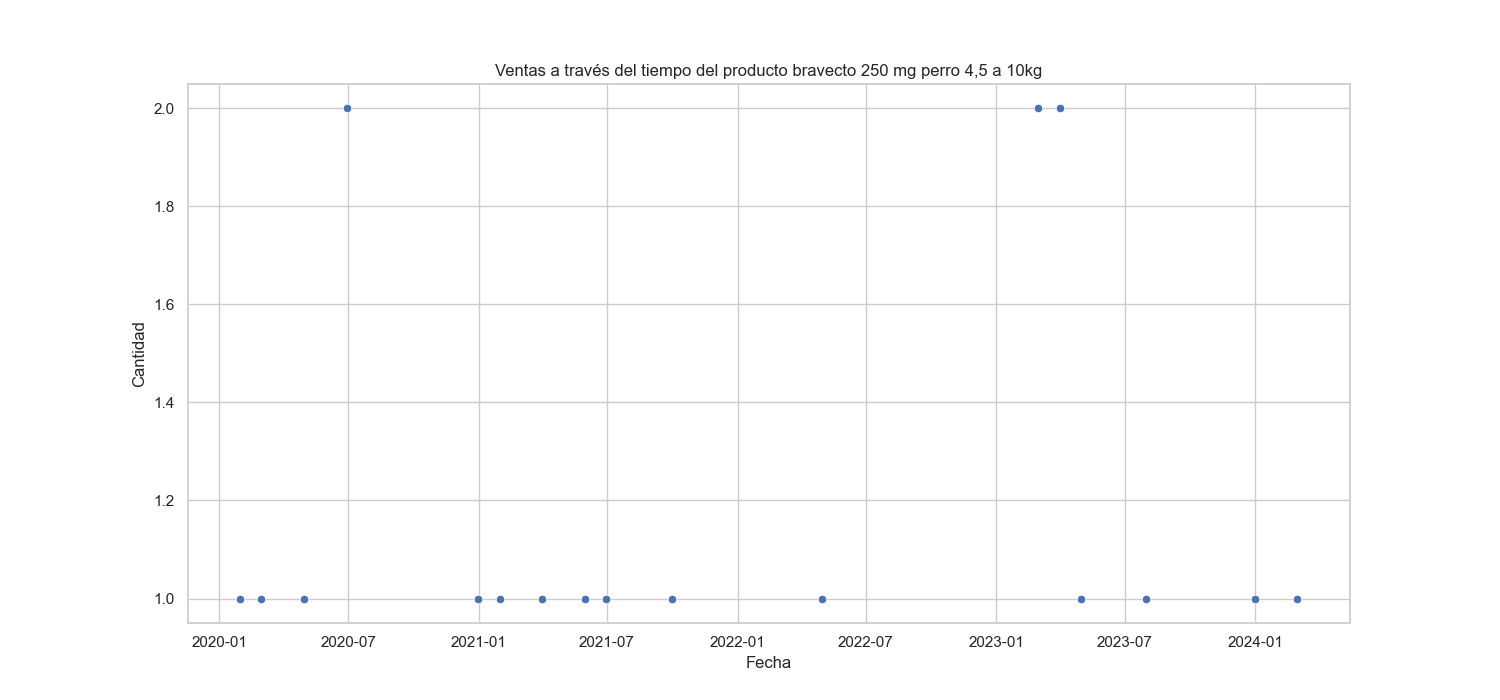 Ventas a través del tiempo del producto bravecto 250 mg perro 4,5 a 10kg
2.0
1.8
1.6
1.4
1.2
1.0
Cantidad
2020-01 2020-07 2021-01 2021-07 2022-01 2022-07 2023-01 2023-07 2024-01
Fecha